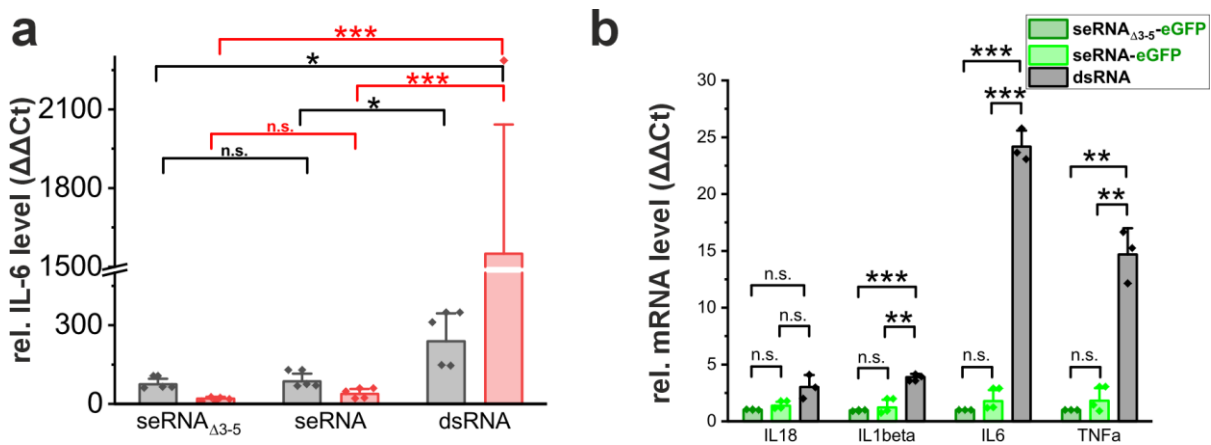 a
rel. IL-6 level (ΔΔCt)
2100
1800
1500
300
0
***
*
***
*
n.s.
n.s.
seRNAΔ3-5
seRNA
dsRNA
b
seRNAΔ3-5-eGFP
seRNA-eGFP
dsRNA
rel. mRNA level (ΔΔCt)
30
25
20
15
10
5
0
***
***
**
**
n.s.
n.s.
***
**
n.s.
n.s.
n.s.
n.s.
IL18
IL1beta
IL6
TNFa